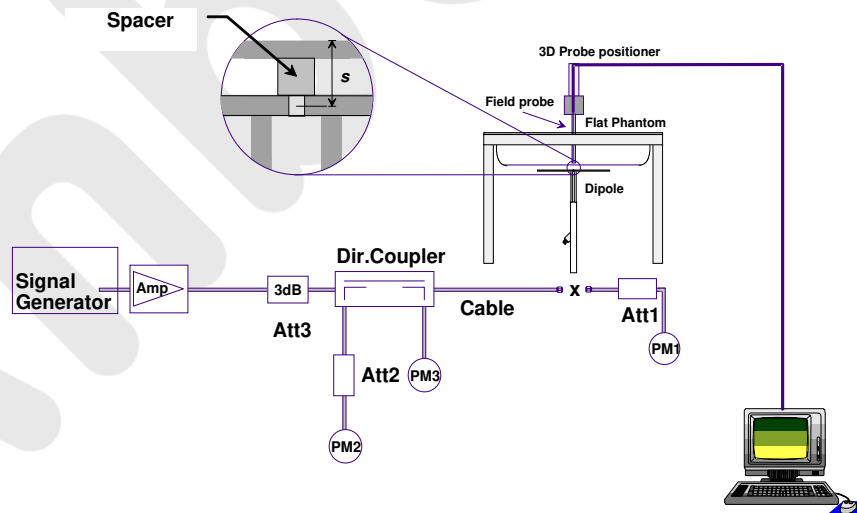 Spacer
s
3D Probe positioner
Field probe
Flat Phantom
Dipole
Signal
Generator
Amp
3dB
Att3
Dir.Coupler
Cable
x
Att1
PM1
Att2
PM3
PM2